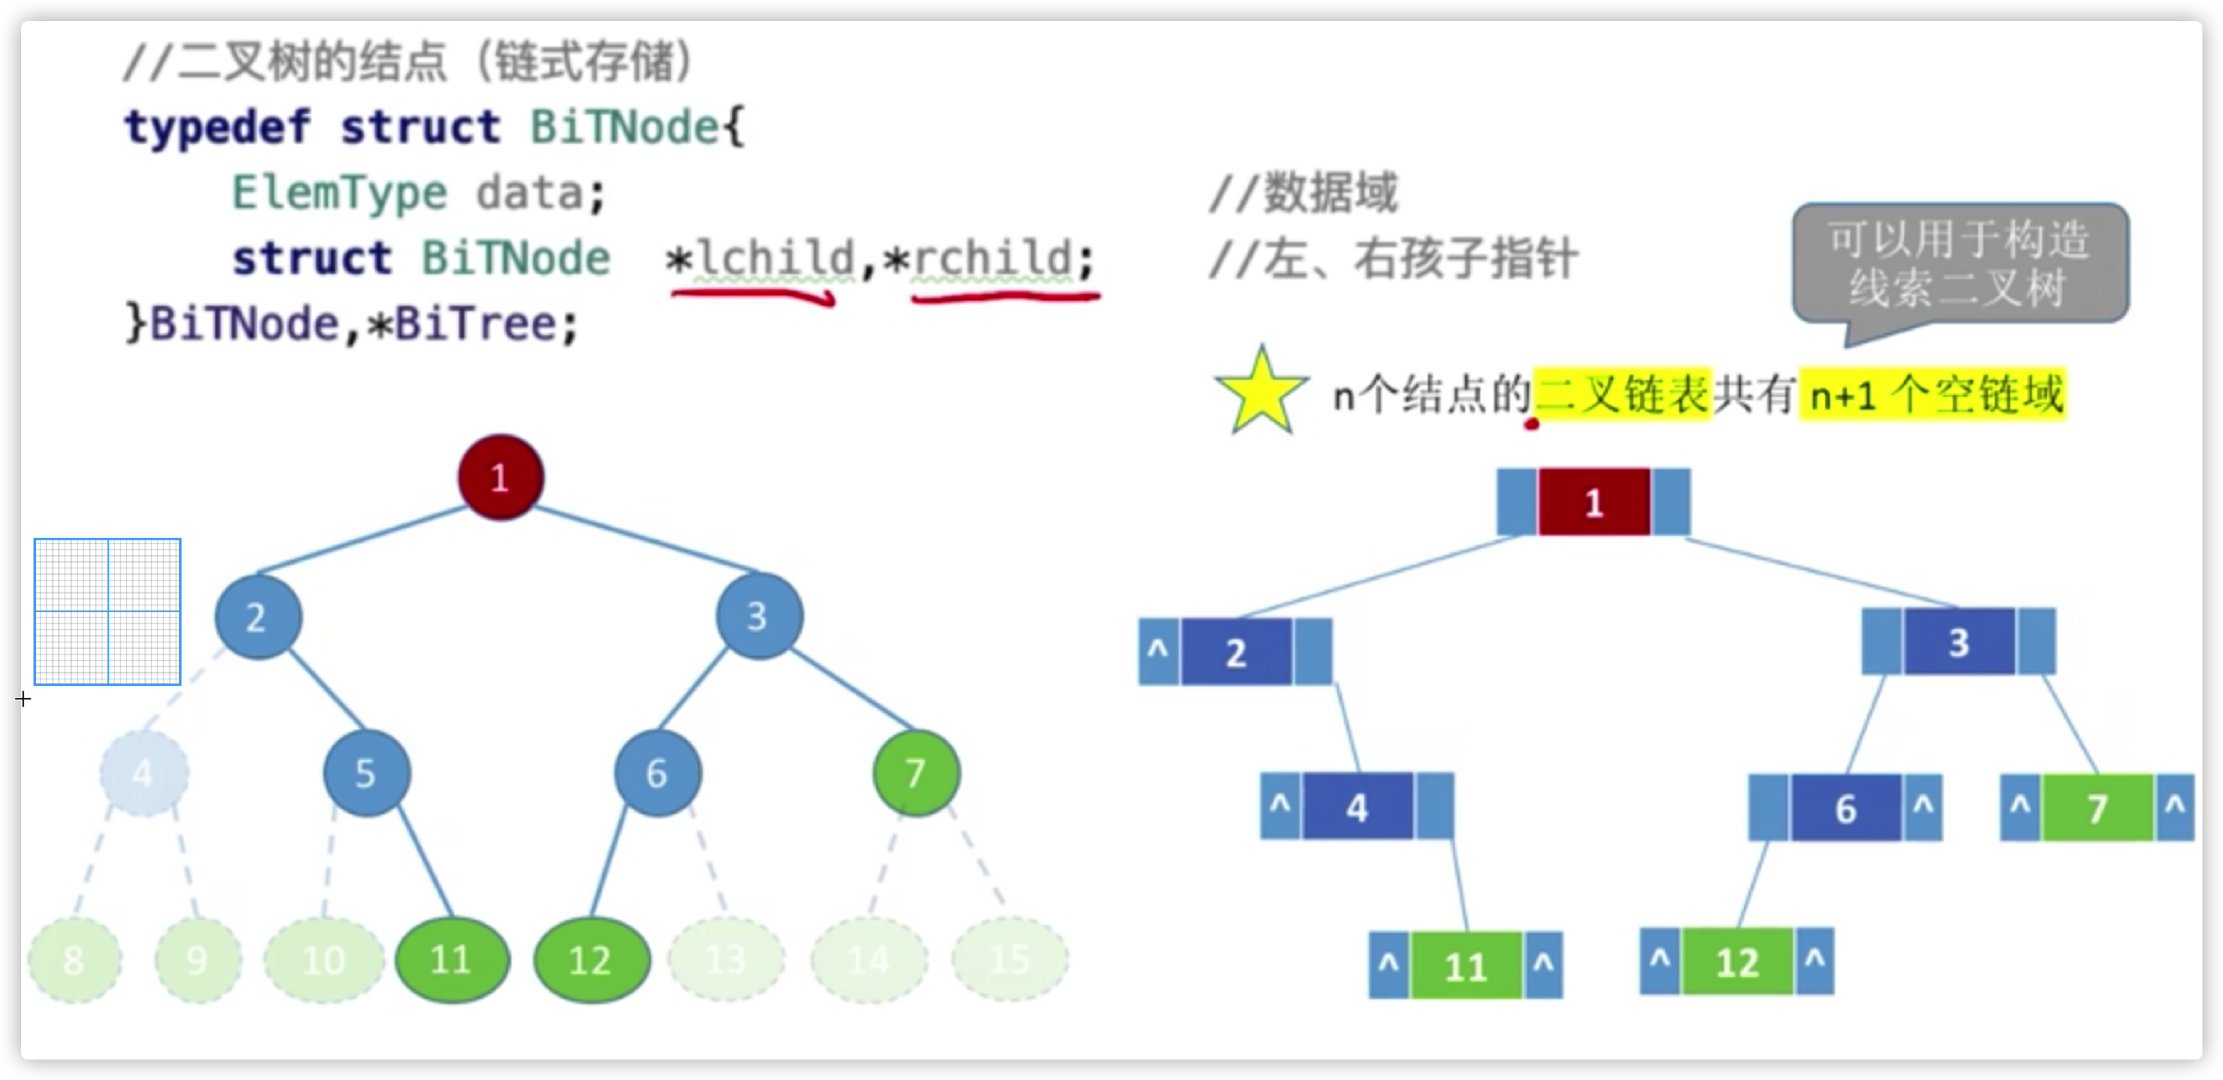 //二叉树的结点（链式存储）
typedef struct BiTNode{
ElemType data; //数据域
struct BiTNode *lchild,*rchild; //左、右孩子指针
}BiTNode,*BiTree;
可以用于构造
线索二叉树
n个结点的二叉链表共有 n+1 个空链域
1
2 3
4 5 6 7
8 9 10 11 12 13 14 15
1
^ 2 3
^ 4 6 ^ ^ 7 ^
^ 11 ^ ^ 12 ^